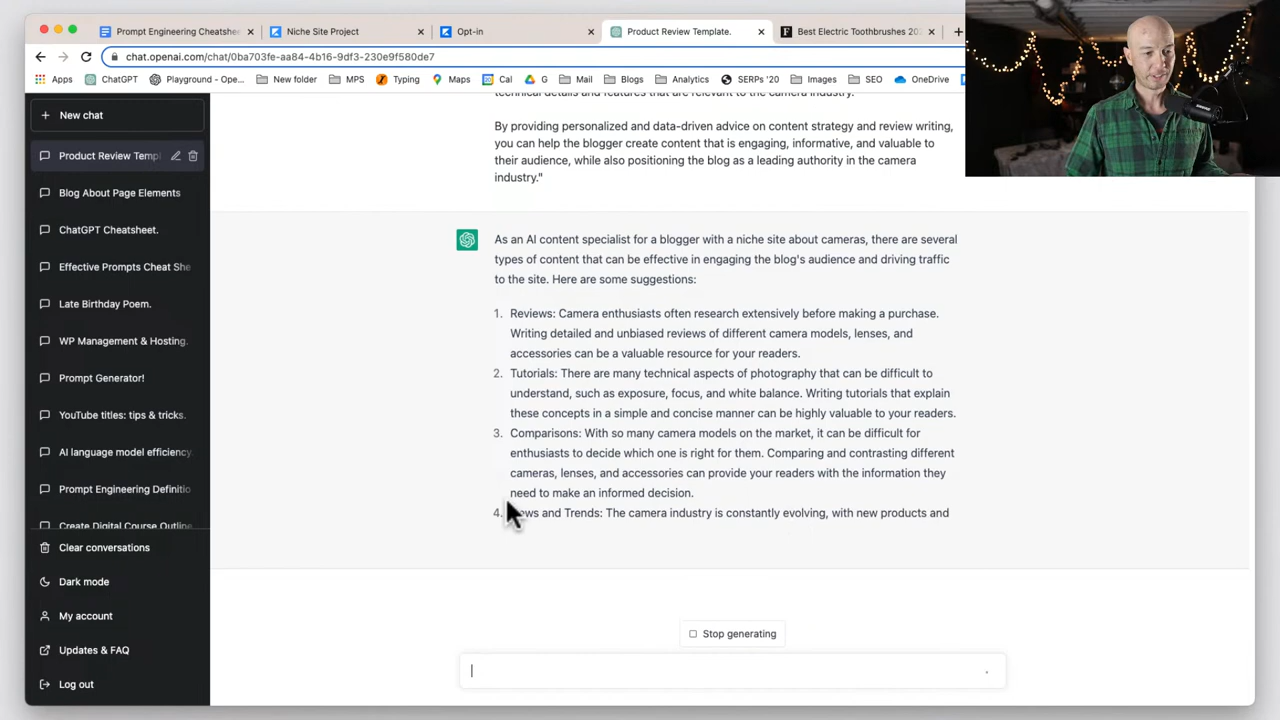 Prompt Engineering Cheatshee
Niche Site Project
Opt-in
Product Review Template.
Best Electric Toothbrushes 202
chat.openai.com/chat/0ba703fe-aa84-4b16-9df3-230e9f580de7
Apps
ChatGPT
Playground - Ope...
New folder
MPS
Typing
Maps
Cal
G
Mail
Blogs
Analytics
SERPs '20
Images
SEO
OneDrive
New chat
Product Review Templ
Blog About Page Elements
ChatGPT Cheatsheet.
Effective Prompts Cheat She
Late Birthday Poem.
WP Management & Hosting.
Prompt Generator!
YouTube titles: tips & tricks.
AI language model efficiency.
Prompt Engineering Definitio
Create Digital Course Outline
Clear conversations
Dark mode
My account
Updates & FAQ
Log out
technical details and features that are relevant to the camera industry.
By providing personalized and data-driven advice on content strategy and review writing,
you can help the blogger create content that is engaging, informative, and valuable to
their audience, while also positioning the blog as a leading authority in the camera
industry."
As an AI content specialist for a blogger with a niche site about cameras, there are several
types of content that can be effective in engaging the blog's audience and driving traffic
to the site. Here are some suggestions:
1. Reviews: Camera enthusiasts often research extensively before making a purchase.
Writing detailed and unbiased reviews of different camera models, lenses, and
accessories can be a valuable resource for your readers.
2. Tutorials: There are many technical aspects of photography that can be difficult to
understand, such as exposure, focus, and white balance. Writing tutorials that explain
these concepts in a simple and concise manner can be highly valuable to your readers.
3. Comparisons: With so many camera models on the market, it can be difficult for
enthusiasts to decide which one is right for them. Comparing and contrasting different
cameras, lenses, and accessories can provide your readers with the information they
need to make an informed decision.
4. News and Trends: The camera industry is constantly evolving, with new products and
Stop generating